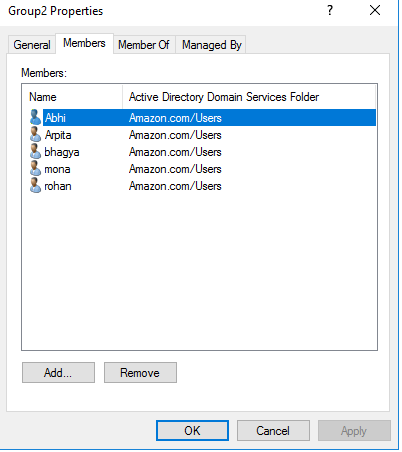 Group2 Properties ? ×
General Members Member Of Managed By
Members:
Name Active Directory Domain Services Folder
Abhi Amazon.com/Users
Arpita Amazon.com/Users
bhagya Amazon.com/Users
mona Amazon.com/Users
rohan Amazon.com/Users
Add... Remove
OK Cancel Apply